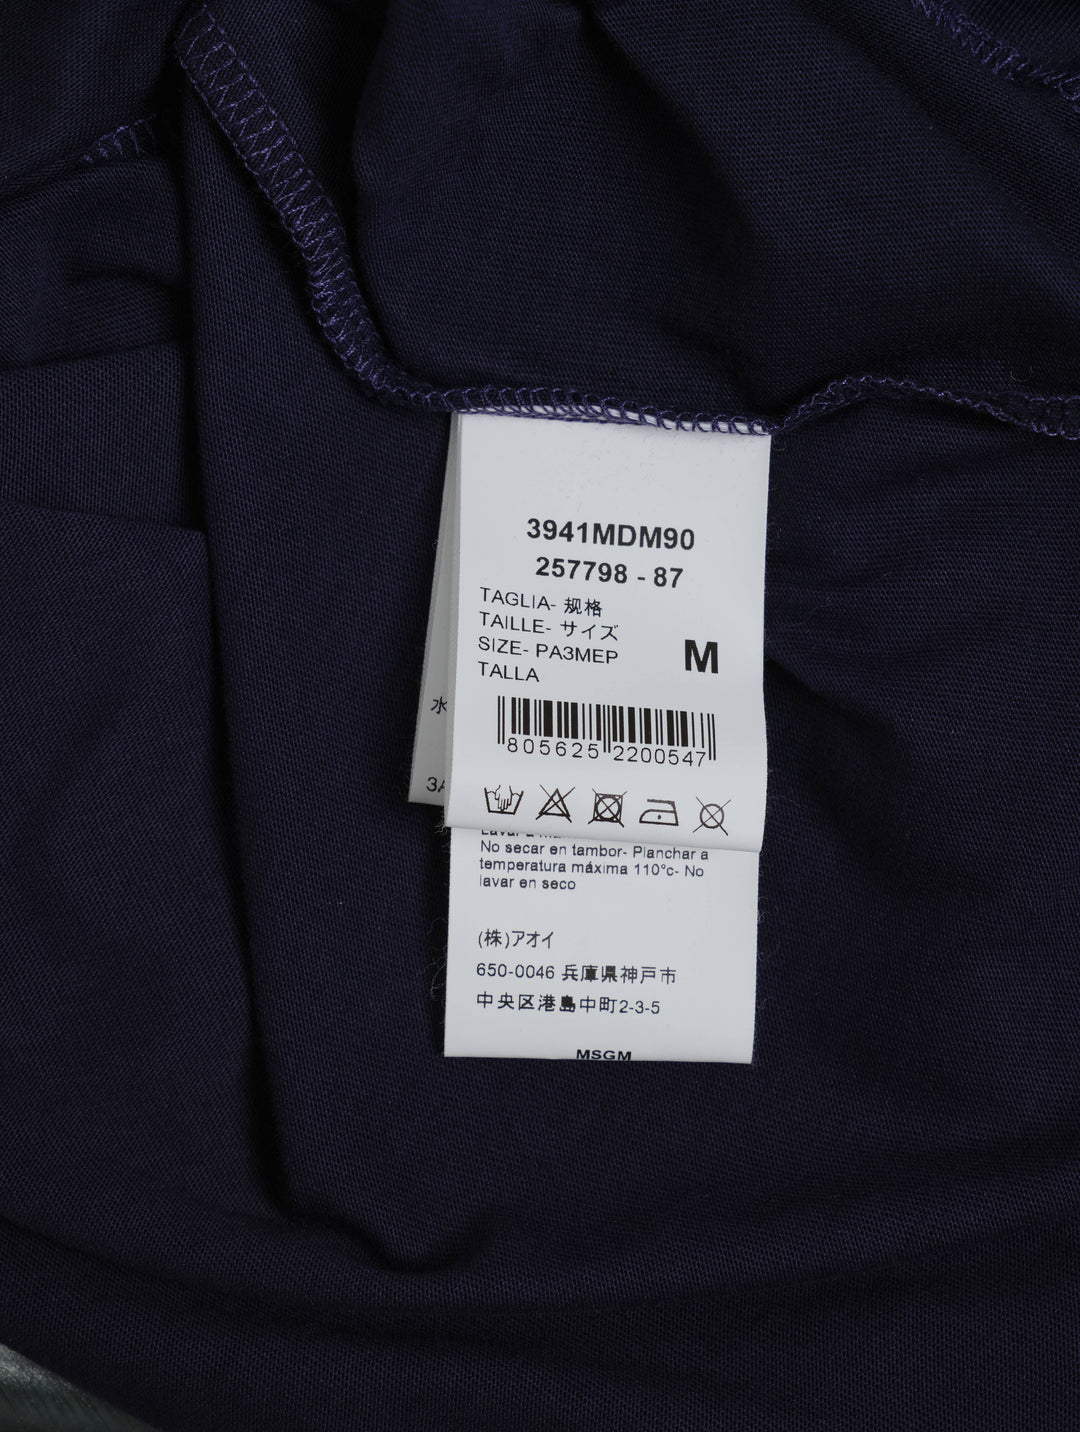 3941MDM90
257798 - 87
TAGLIA- 规格
TAILLE- サイズ
SIZE- PA3MEP
TALLA
M
805625 2200547
水
3A
No secar en tambor- Planchar a
temperatura máxima 110°c- No
lavar en seco
(株)アオイ
650-0046 兵庫県神戸市
中央区港島中町2-3-5
MSGM